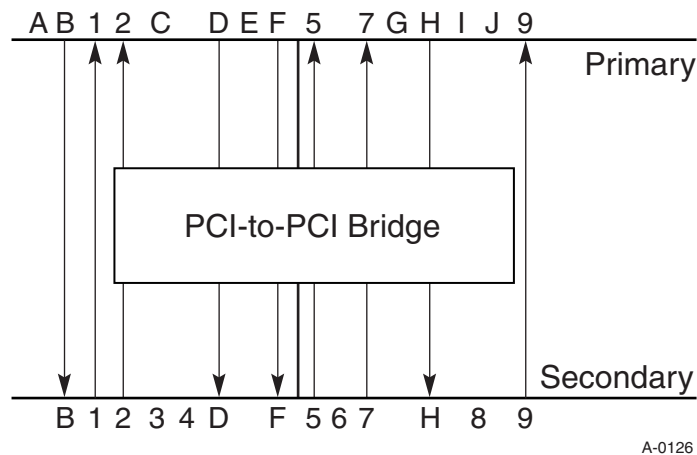 A B 1 2 C D E F 5 7 G H I J 9
Primary
PCI-to-PCI Bridge
Secondary
B 1 2 3 4 D F 5 6 7 H 8 9
A-0126